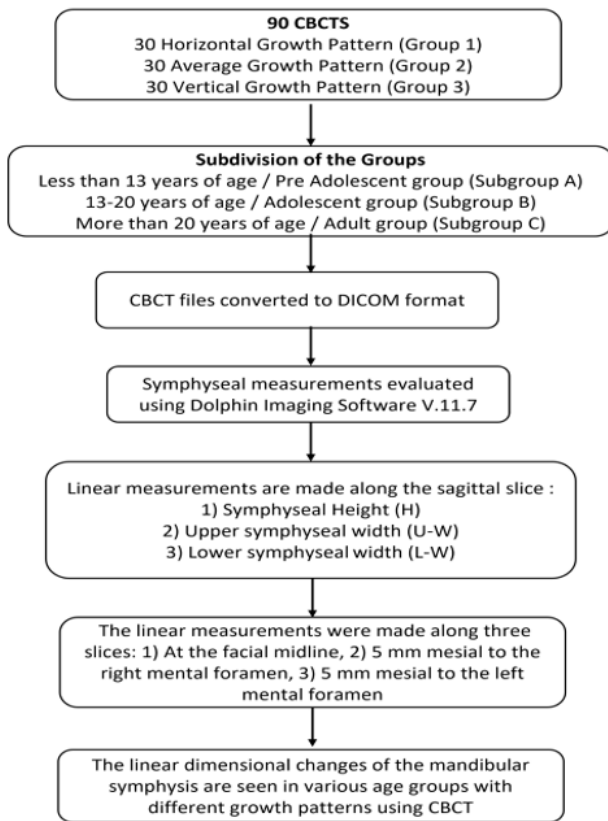 90 CBCTS
30 Horizontal Growth Pattern (Group 1)
30 Average Growth Pattern (Group 2)
30 Vertical Growth Pattern (Group 3)
Subdivision of the Groups
Less than 13 years of age / Pre Adolescent group (Subgroup A)
13-20 years of age / Adolescent group (Subgroup B)
More than 20 years of age / Adult group (Subgroup C)
CBCT files converted to DICOM format
Symphyseal measurements evaluated
using Dolphin Imaging Software V.11.7
Linear measurements are made along the sagittal slice :
1) Symphyseal Height (H)
2) Upper symphyseal width (U-W)
3) Lower symphyseal width (L-W)
The linear measurements were made along three
slices: 1) At the facial midline, 2) 5 mm mesial to the
right mental foramen, 3) 5 mm mesial to the left
mental foramen
The linear dimensional changes of the mandibular
symphysis are seen in various age groups with
different growth patterns using CBCT